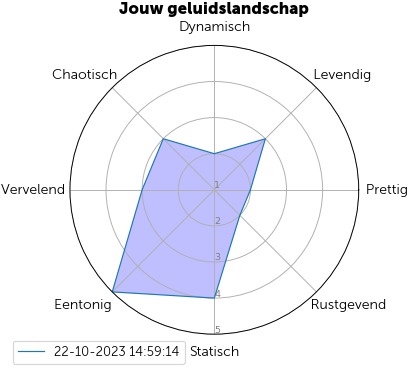 Jouw geluidslandschap
Dynamisch
Chaotisch
Levendig
Vervelend
1
Prettig
2
3
4
Eentonig
Rustgevend
5
22-10-2023 14:59:14
Statisch